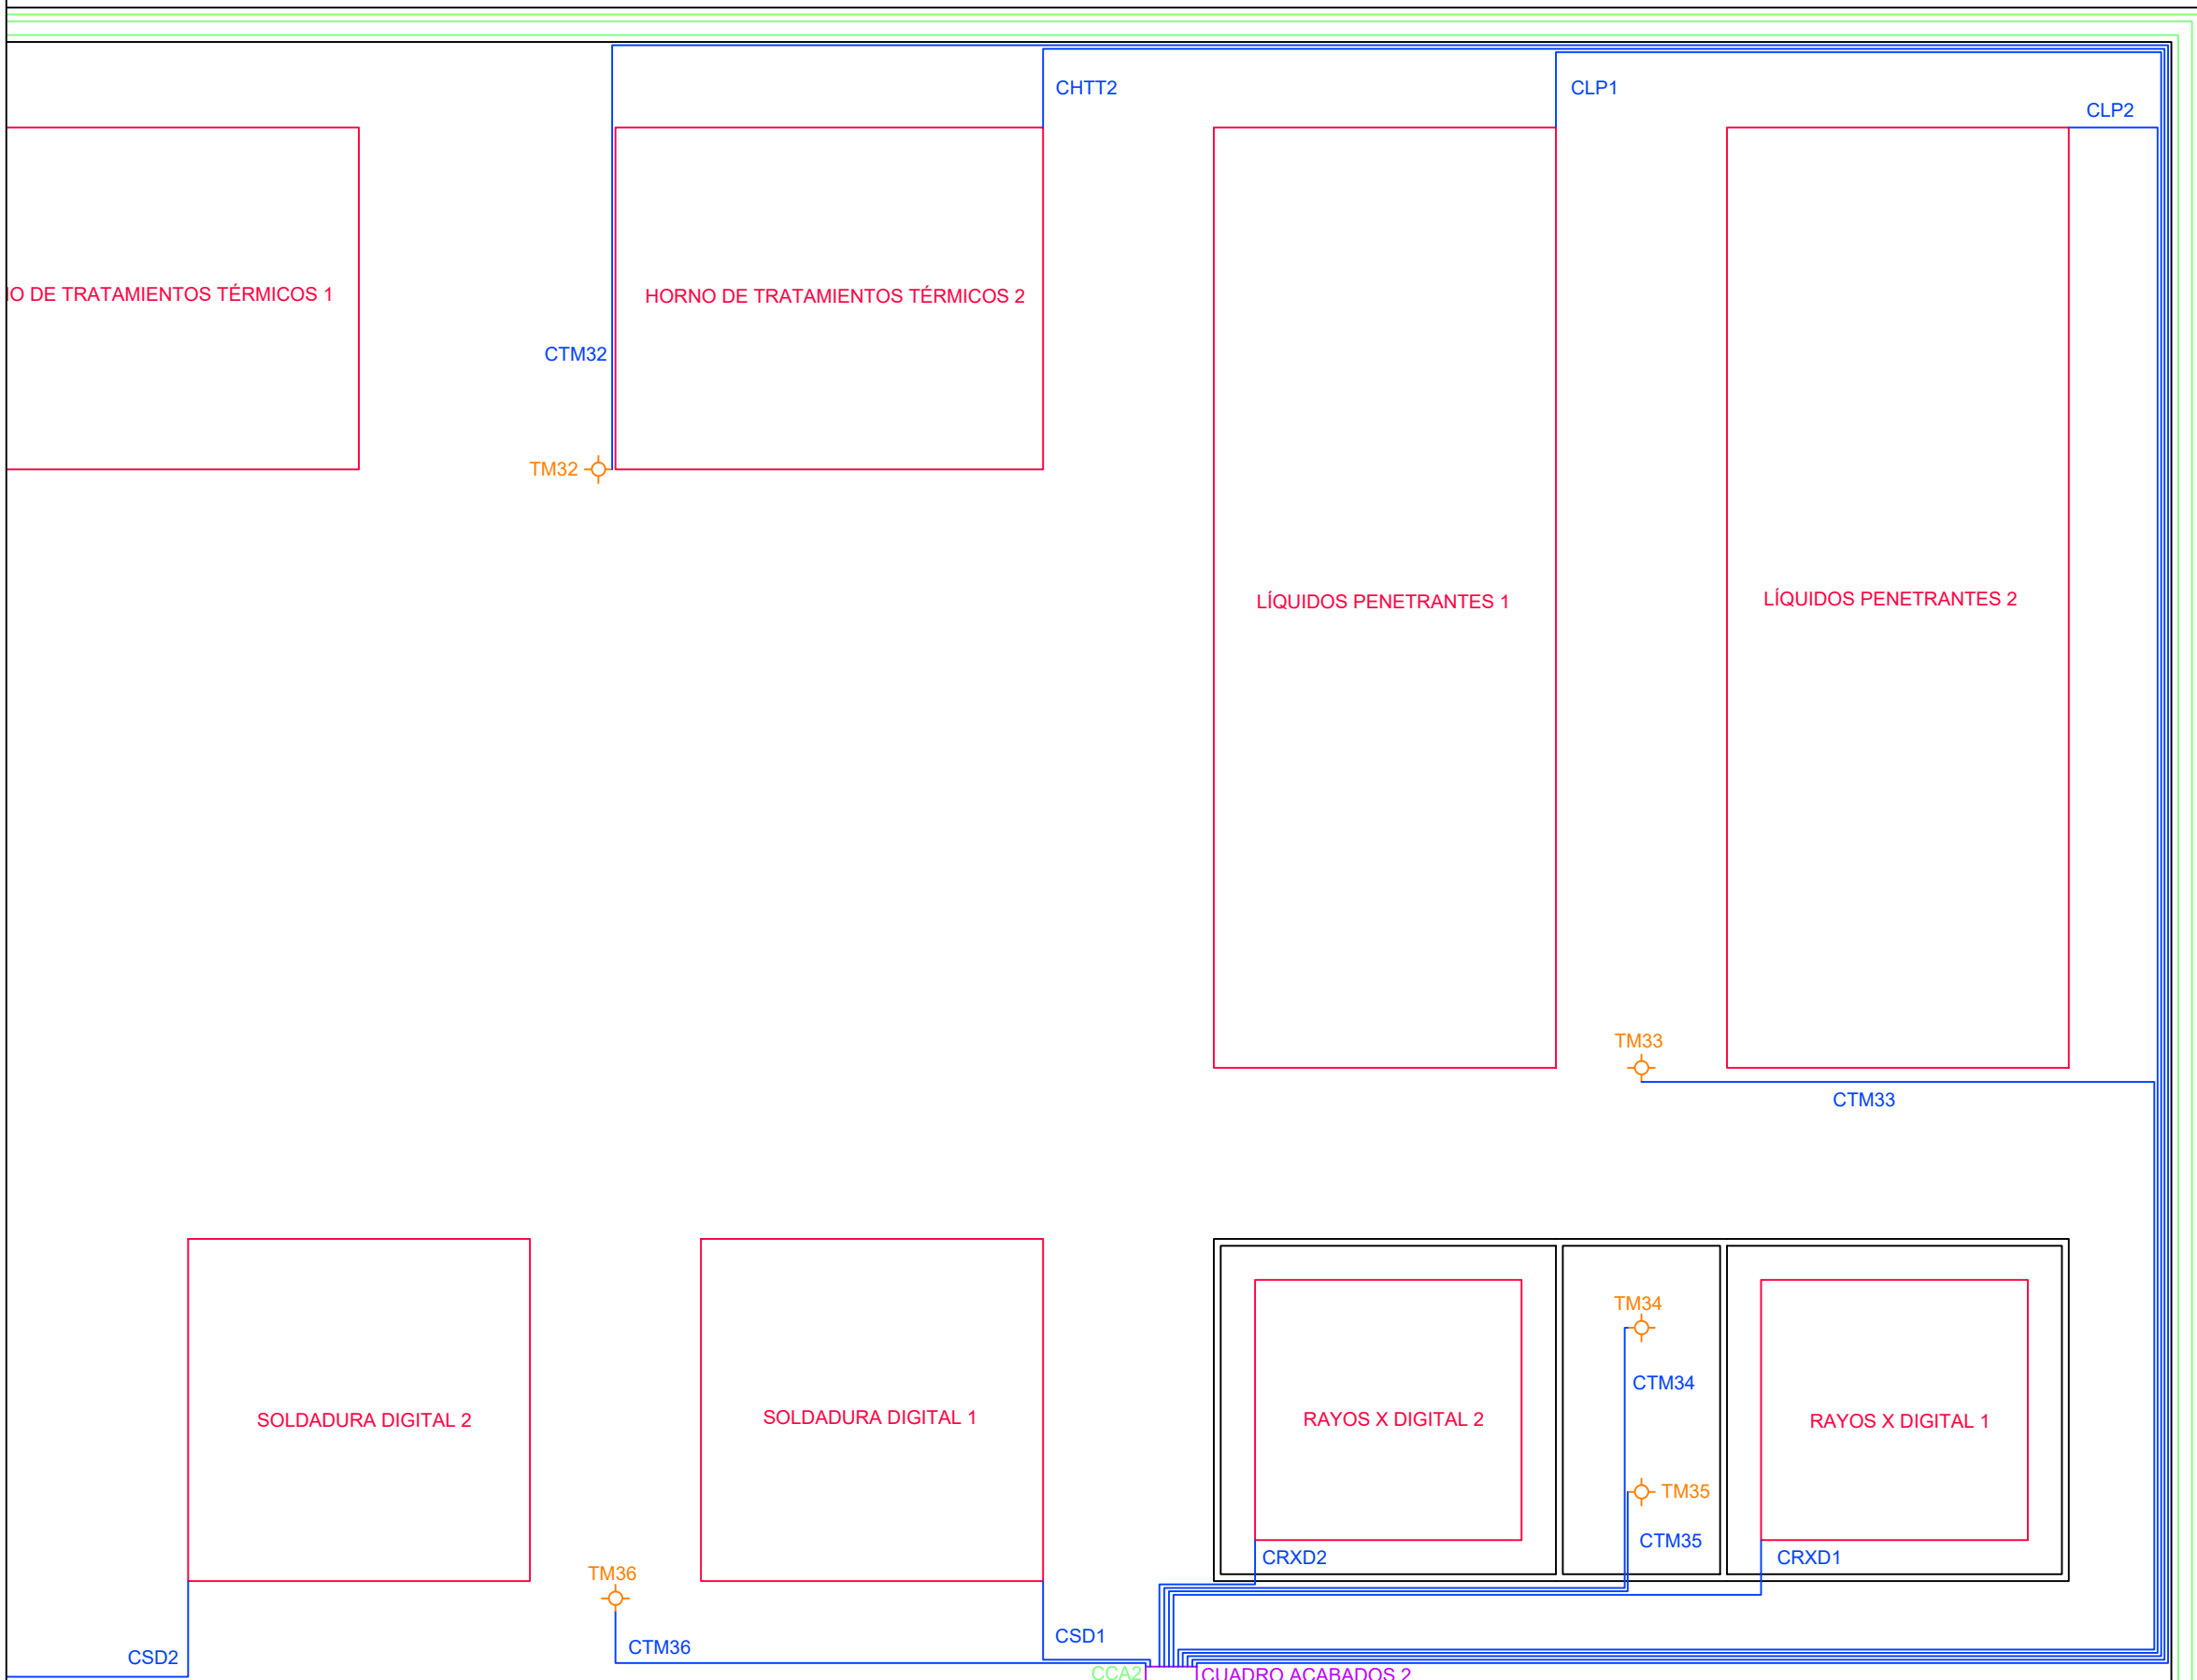 CHTT2
CLP1
CLP2
O DE TRATAMIENTOS TÉRMICOS 1
HORNO DE TRATAMIENTOS TÉRMICOS 2
CTM32
TM32
LÍQUIDOS PENETRANTES 1
LÍQUIDOS PENETRANTES 2
TM33
CTM33
TM34
CTM34
SOLDADURA DIGITAL 2
SOLDADURA DIGITAL 1
RAYOS X DIGITAL 2
RAYOS X DIGITAL 1
TM35
CTM35
CRXD2
CRXD1
TM36
CSD1
CTM36
CSD2
CCA2
CUADRO ACABADOS 2